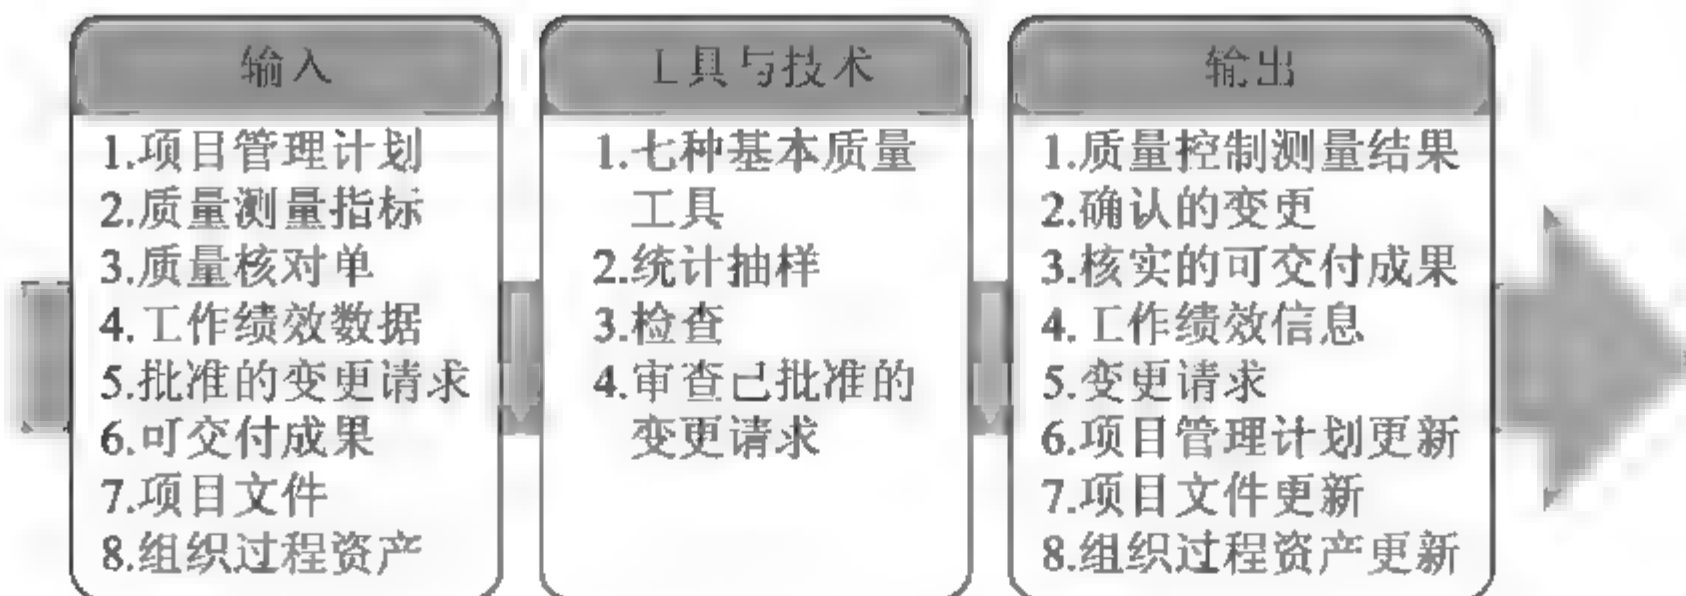 输入
1.项目管理计划
2.质量测量指标
3.质量核对单
4.工作绩效数据
5.批准的变更请求
6.可交付成果
7.项目文件
8.组织过程资产
工具与技术
1.七种基本质量
工具
2.统计抽样
3.检查
4.审查已批准的
变更请求
输出
1.质量控制测量结果
2.确认的变更
3.核实的可交付成果
4.工作绩效信息
5.变更请求
6.项目管理计划更新
7.项目文件更新
8.组织过程资产更新